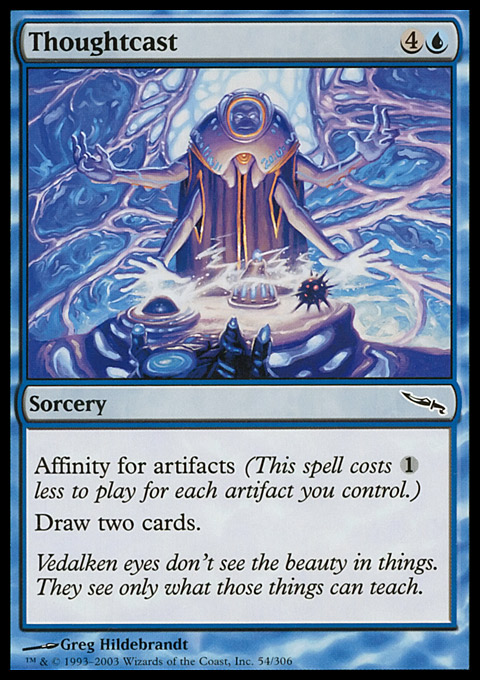 Thoughtcast 4
Sorcery
Affinity for artifacts (This spell costs 1
less to play for each artifact you control.)
Draw two cards.
Vedalken eyes don't see the beauty in things.
They see only what those things can teach.
Greg Hildebrandt
™ & © 1993–2003 Wizards of the Coast, Inc. 54/306